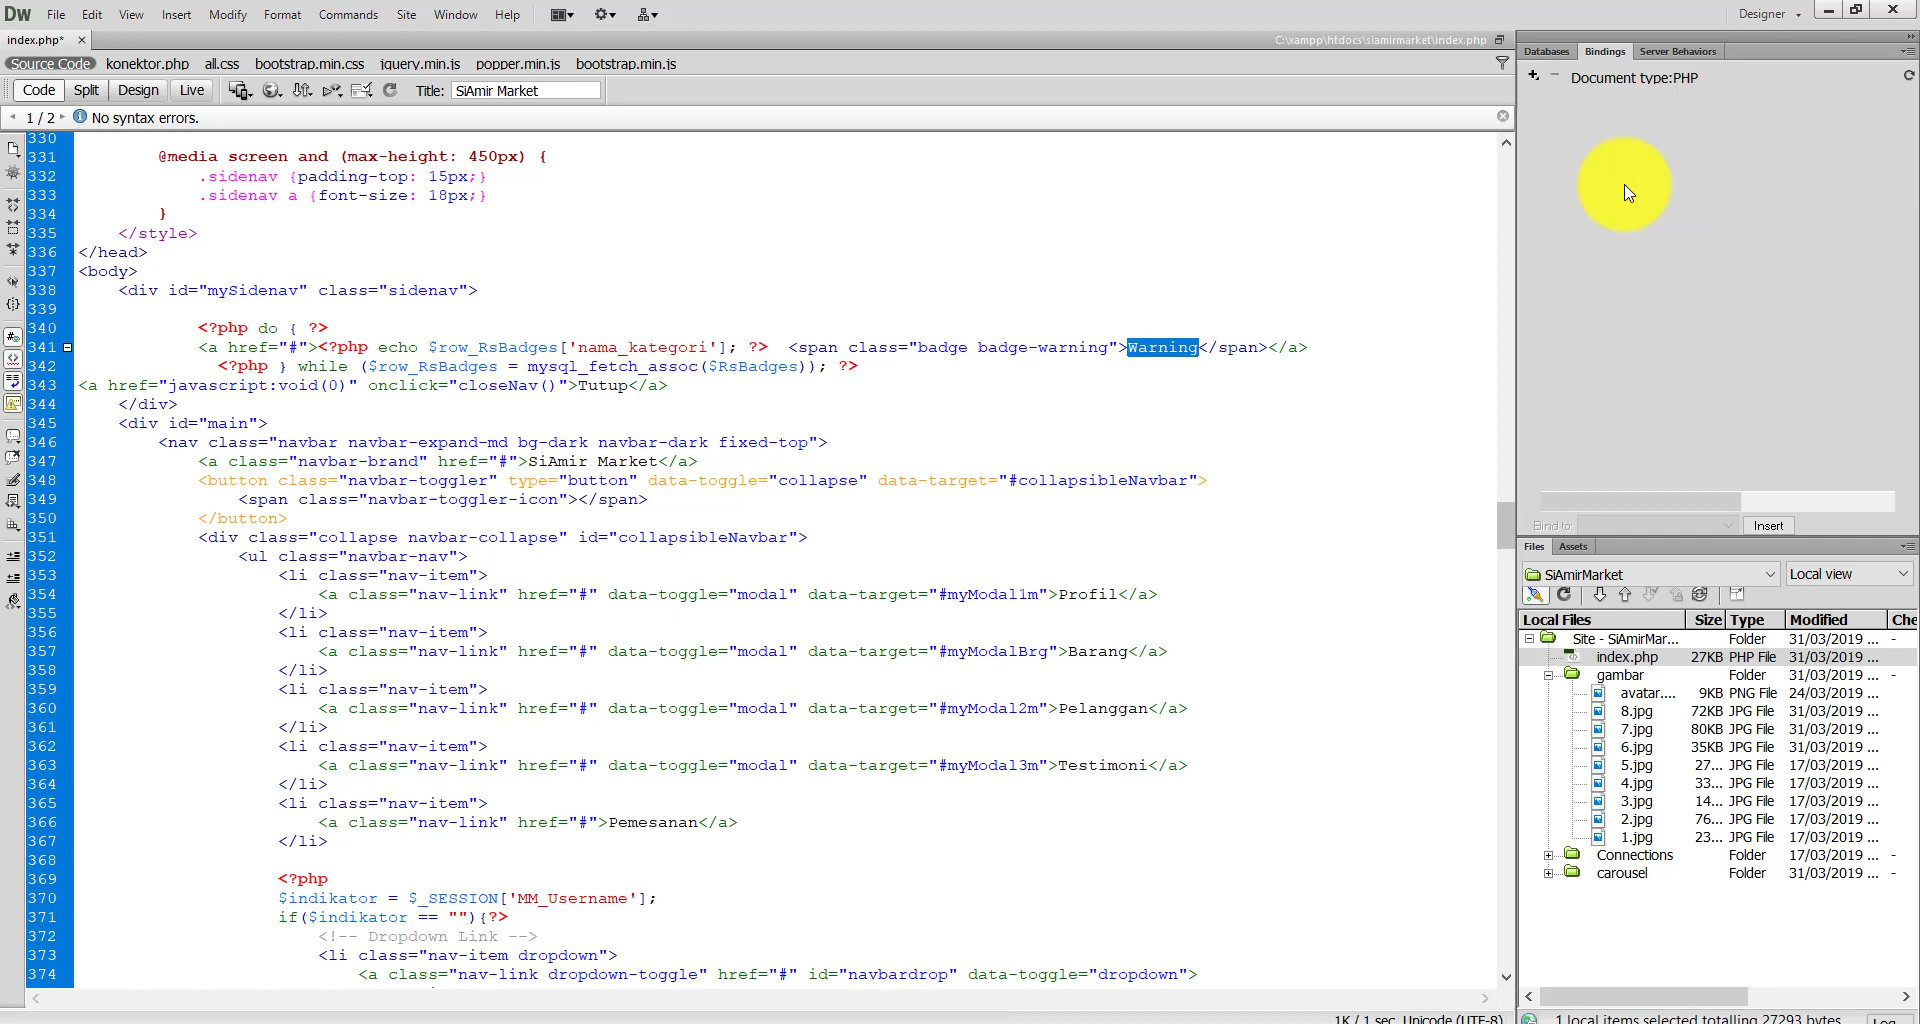 Dw File Edit View Insert Modify Format Commands Site Window Help Designer
index.php* C:\xampp\htdocs\siamirmarket\index.php
Source Code konektor.php all.css bootstrap.min.css jquery.min.js popper.min.js bootstrap.min.js
Code Split Design Live Title: SiAmir Market
1 / 2 No syntax errors.
330
331 @media screen and (max-height: 450px) {
332 .sidenav {padding-top: 15px;}
333 .sidenav a {font-size: 18px;}
334 }
335 </style>
336 </head>
337 <body>
338 <div id="mySidenav" class="sidenav">
339
340 <?php do { ?>
341 <a href="#"><?php echo $row_RsBadges['nama_kategori']; ?> <span class="badge badge-warning">Warning</span></a>
342 <?php } while ($row_RsBadges = mysql_fetch_assoc($RsBadges)); ?>
343 <a href="javascript:void(0)" onclick="closeNav()">Tutup</a>
344 </div>
345 <div id="main">
346 <nav class="navbar navbar-expand-md bg-dark navbar-dark fixed-top">
347 <a class="navbar-brand" href="#">SiAmir Market</a>
348 <button class="navbar-toggler" type="button" data-toggle="collapse" data-target="#collapsibleNavbar">
349 <span class="navbar-toggler-icon"></span>
350 </button>
351 <div class="collapse navbar-collapse" id="collapsibleNavbar">
352 <ul class="navbar-nav">
353 <li class="nav-item">
354 <a class="nav-link" href="#" data-toggle="modal" data-target="#myModal1m">Profil</a>
355 </li>
356 <li class="nav-item">
357 <a class="nav-link" href="#" data-toggle="modal" data-target="#myModalBrg">Barang</a>
358 </li>
359 <li class="nav-item">
360 <a class="nav-link" href="#" data-toggle="modal" data-target="#myModal2m">Pelanggan</a>
361 </li>
362 <li class="nav-item">
363 <a class="nav-link" href="#" data-toggle="modal" data-target="#myModal3m">Testimoni</a>
364 </li>
365 <li class="nav-item">
366 <a class="nav-link" href="#">Pemesanan</a>
367 </li>
368
369 <?php
370 $indikator = $_SESSION['MM_Username'];
371 if($indikator == ""){?>
372 <!-- Dropdown Link -->
373 <li class="nav-item dropdown">
374 <a class="nav-link dropdown-toggle" href="#" id="navbardrop" data-toggle="dropdown">
1K / 1 sec Unicode (UTF-8)
Databases Bindings Server Behaviors
Document type:PHP
Bind to: Insert
Files Assets
SiAmirMarket Local view
Local Files Size Type Modified Che
Site - SiAmirMar... Folder 31/03/2019 ... -
index.php 27KB PHP File 31/03/2019 ...
gambar Folder 31/03/2019 ... -
avatar.... 9KB PNG File 24/03/2019 ...
8.jpg 72KB JPG File 31/03/2019 ...
7.jpg 80KB JPG File 31/03/2019 ...
6.jpg 35KB JPG File 31/03/2019 ...
5.jpg 27... JPG File 17/03/2019 ...
4.jpg 33... JPG File 17/03/2019 ...
3.jpg 14... JPG File 17/03/2019 ...
2.jpg 76... JPG File 17/03/2019 ...
1.jpg 23... JPG File 17/03/2019 ...
Connections Folder 17/03/2019 ... -
carousel Folder 31/03/2019 ... -
1 local items selected totalling 27293 bytes Log